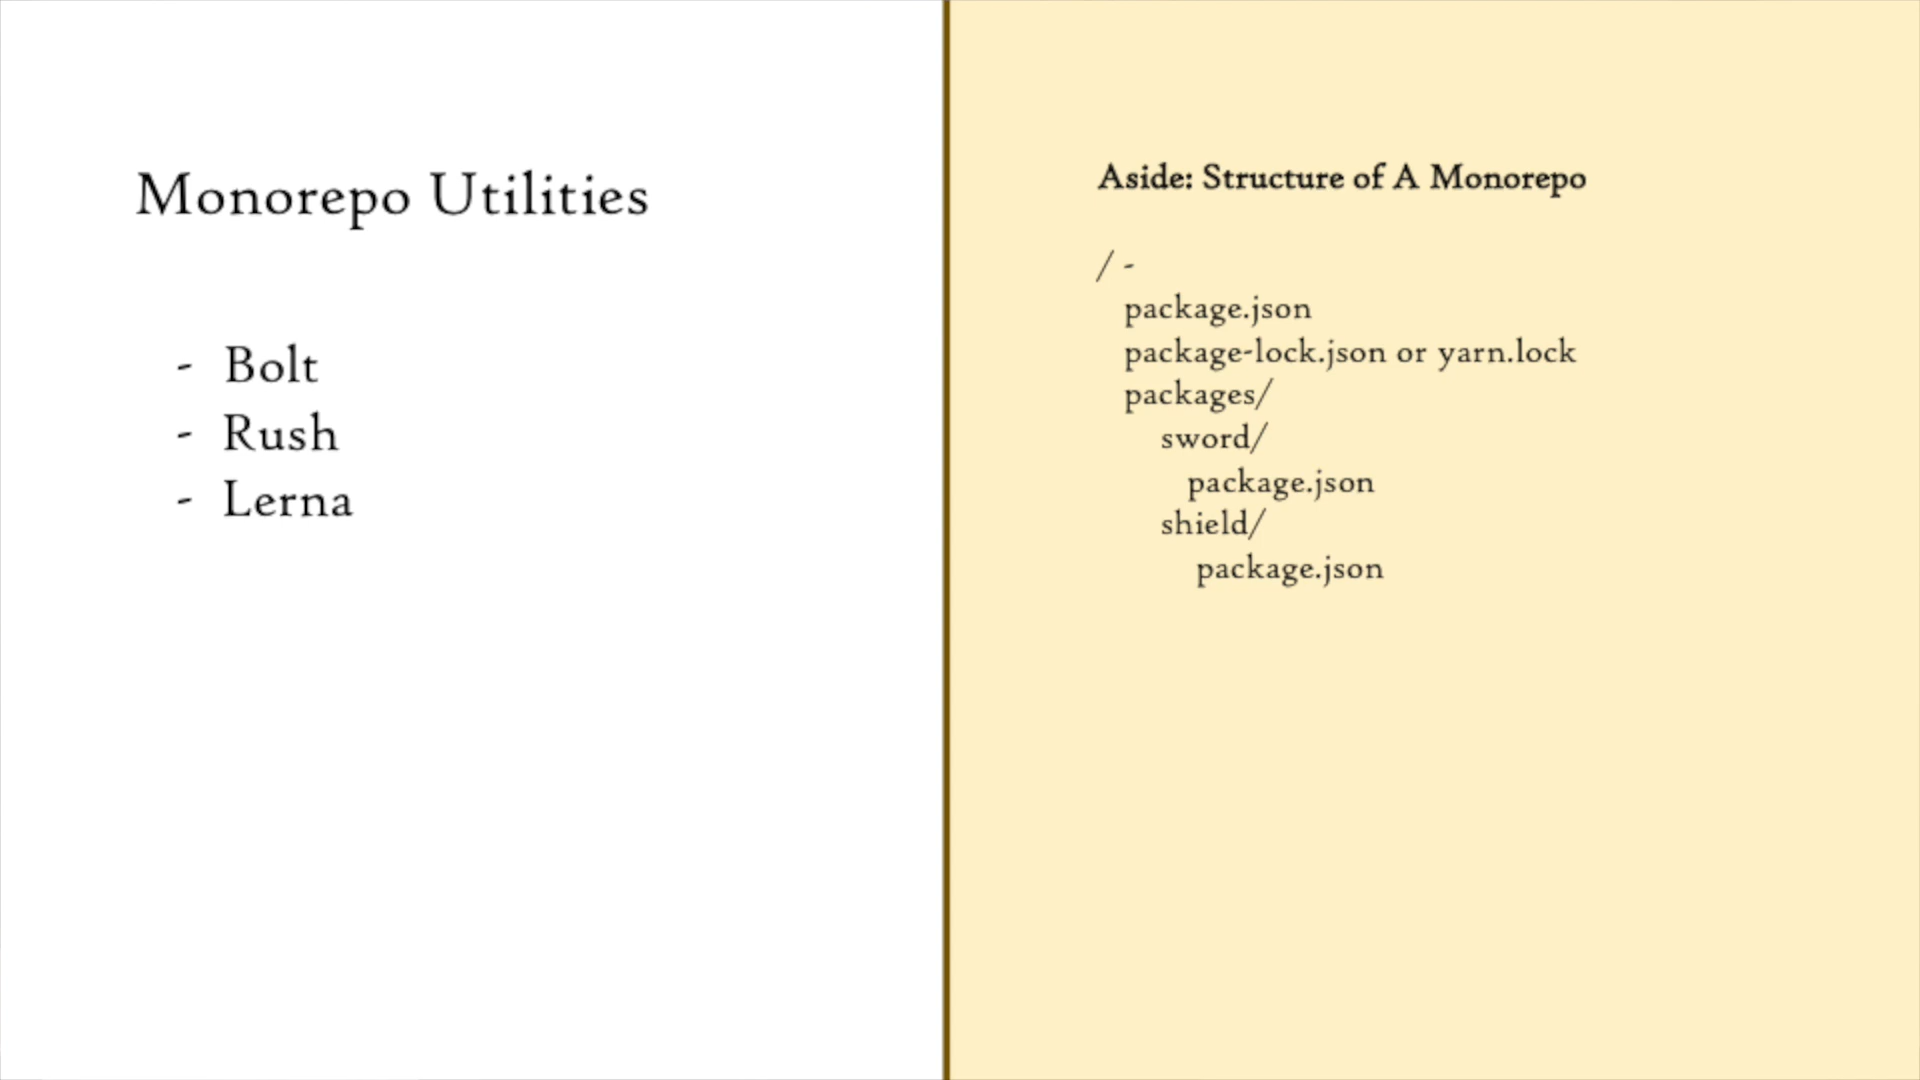 Monorepo Utilities
- Bolt
- Rush
- Lerna
Aside: Structure of A Monorepo
/ -
package.json
package-lock.json or yarn.lock
packages/
sword/
package.json
shield/
package.json